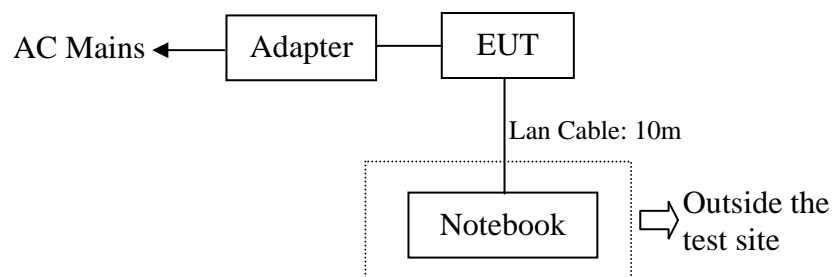 AC Mains
Adapter
EUT
Lan Cable: 10m
Notebook
Outside the
test site